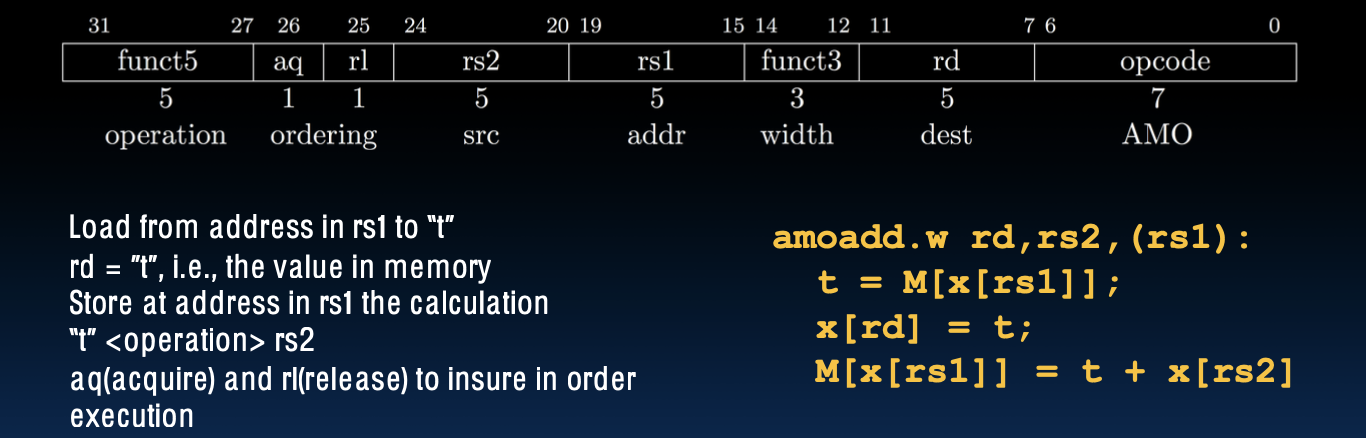 31 27 26 25 24 20 19 15 14 12 11 7 6 0
funct5 aq rl rs2 rs1 funct3 rd opcode
5 1 1 5 5 3 5 7
operation ordering src addr width dest AMO
Load from address in rs1 to “t”
rd = ”t”, i.e., the value in memory
Store at address in rs1 the calculation
“t” <operation> rs2
aq(acquire) and rl(release) to insure in order
execution
amoadd.w rd,rs2,(rs1):
t = M[x[rs1]];
x[rd] = t;
M[x[rs1]] = t + x[rs2]